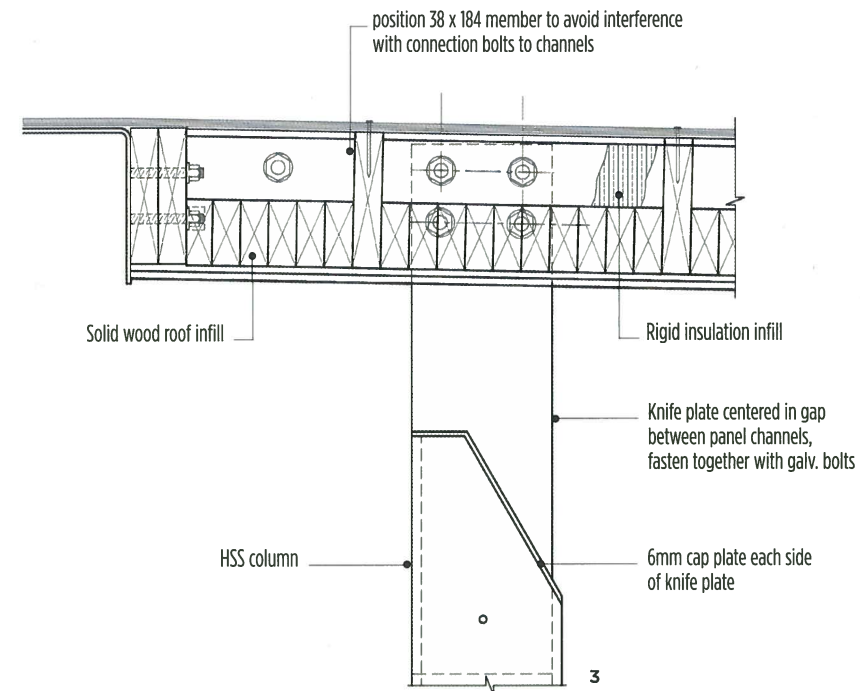 position 38 x 184 member to avoid interference
with connection bolts to channels
Solid wood roof infill
Rigid insulation infill
Knife plate centered in gap
between panel channels,
fasten together with galv. bolts
HSS column
6mm cap plate each side
of knife plate
3